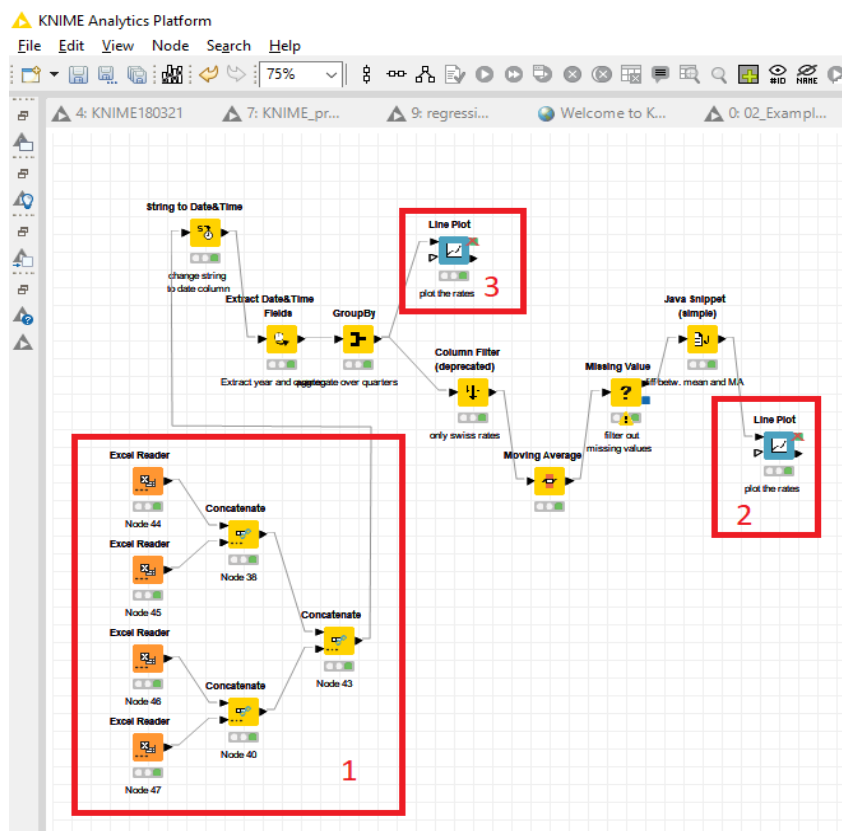 KNIME Analytics Platform
File Edit View Node Search Help
75%
#ID NAME
4: KNIME180321 7: KNIME_pr... 9: regressi... Welcome to K... 0: 02_Exampl...
String to Date&Time
change string
to date column
Line Plot
plot the rates
3
Extract Date&Time
Fields
Extract year and
GroupBy
aggregate over quarters
Column Filter
(deprecated)
only swiss rates
Moving Average
Missing Value
filter out
missing values
Java Snippet
(simple)
diff betw. mean and MA
Line Plot
plot the rates
2
Excel Reader
Node 44
Excel Reader
Node 45
Concatenate
Node 38
Excel Reader
Node 46
Excel Reader
Node 47
Concatenate
Node 40
Concatenate
Node 43
1